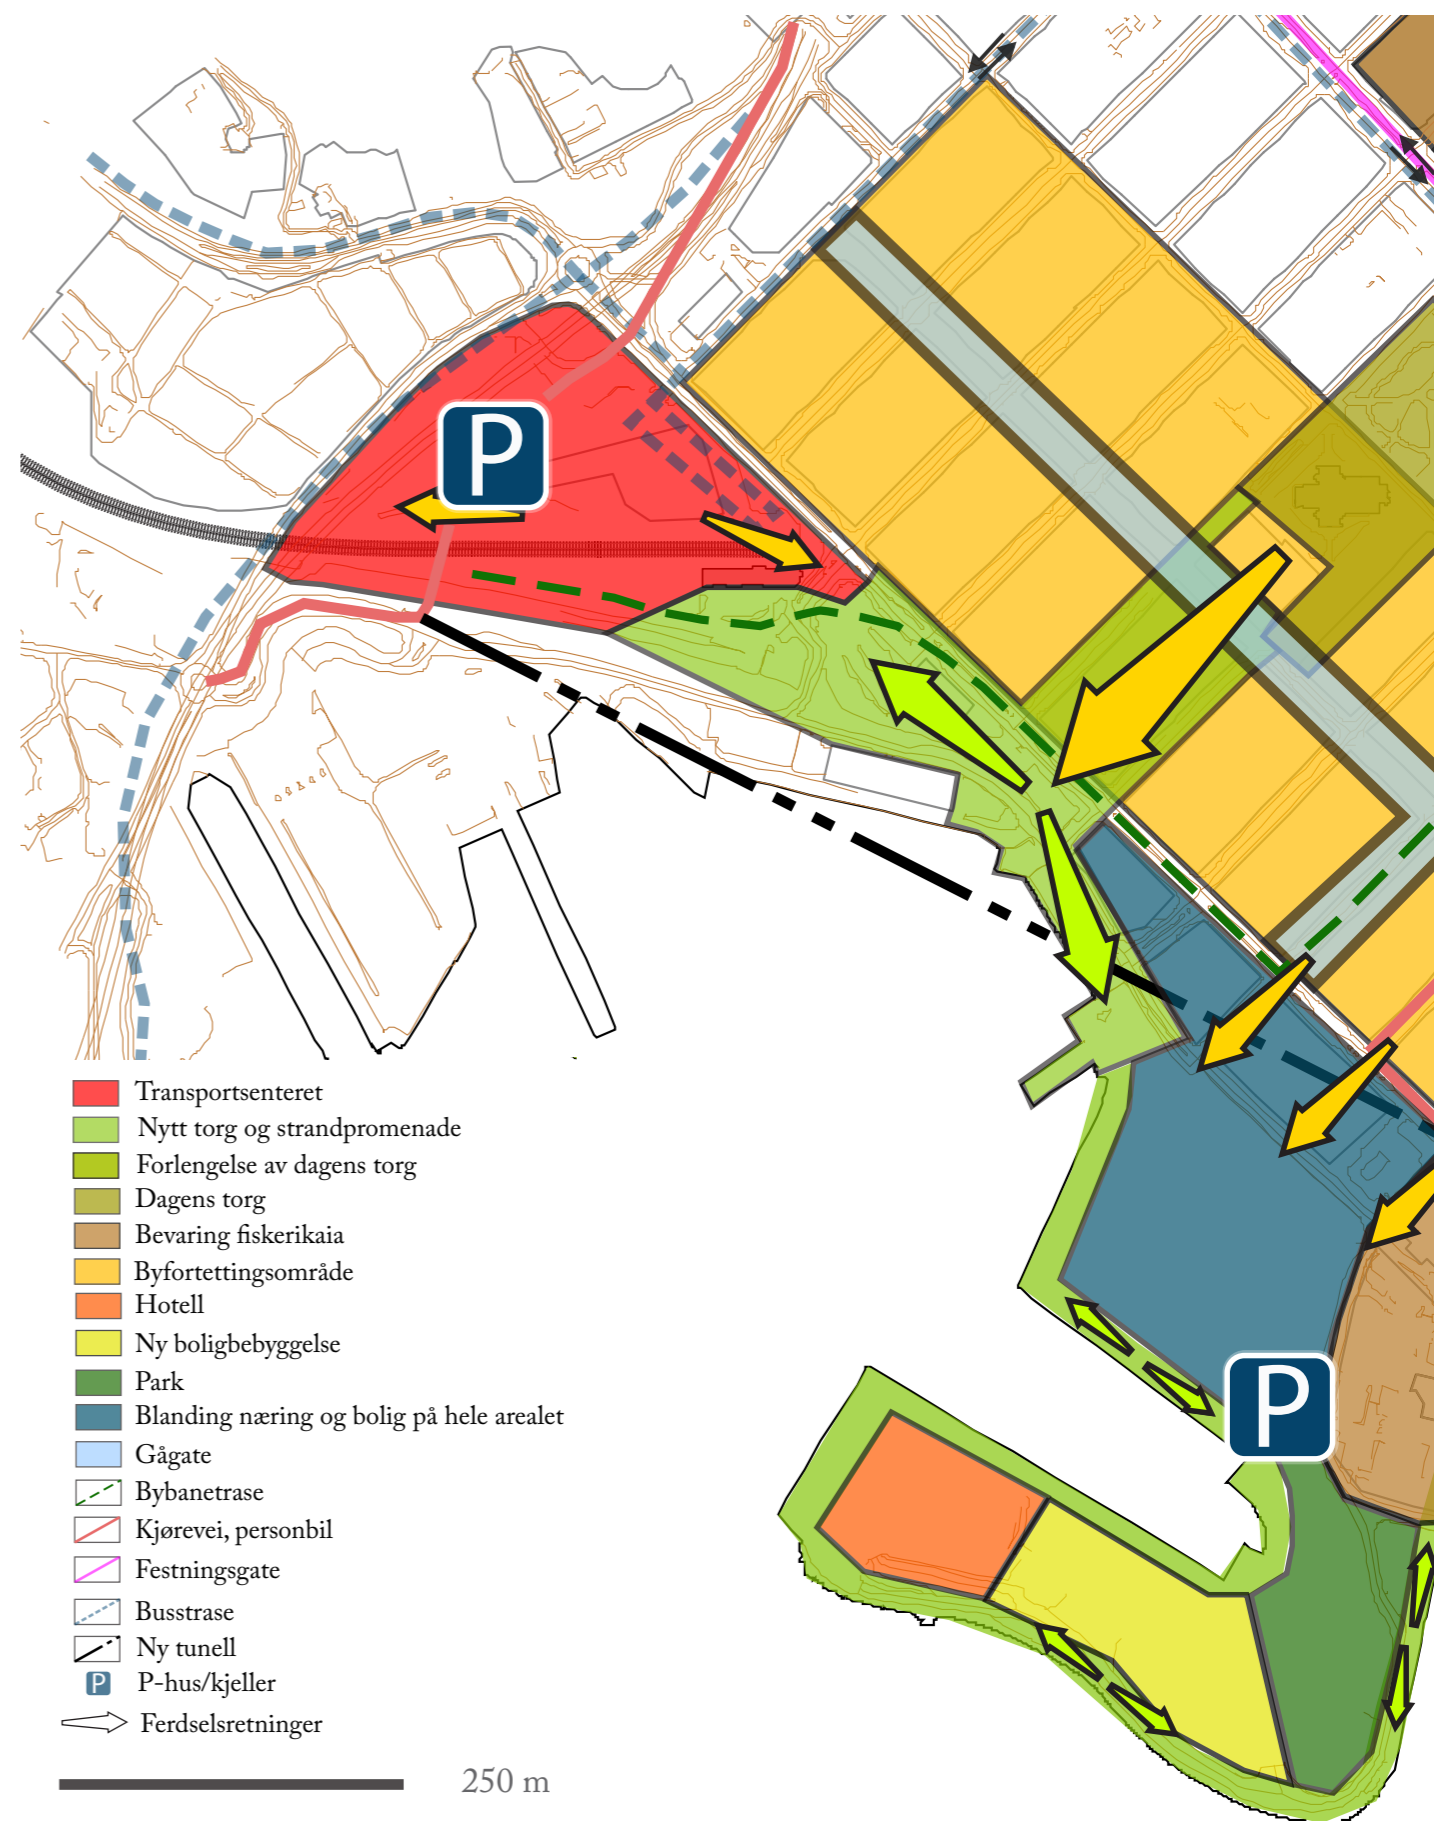 P
P
Transportsenteret
Nytt torg og strandpromenade
Forlengelse av dagens torg
Dagens torg
Bevaring fiskerikaia
Byfortettingsområde
Hotell
Ny boligbebyggelse
Park
Blanding næring og bolig på hele arealet
Gågate
Bybanetrase
Kjørevei, personbil
Festningsgate
Busstrase
Ny tunell
P P-hus/kjeller
Ferdselsretninger
250 m